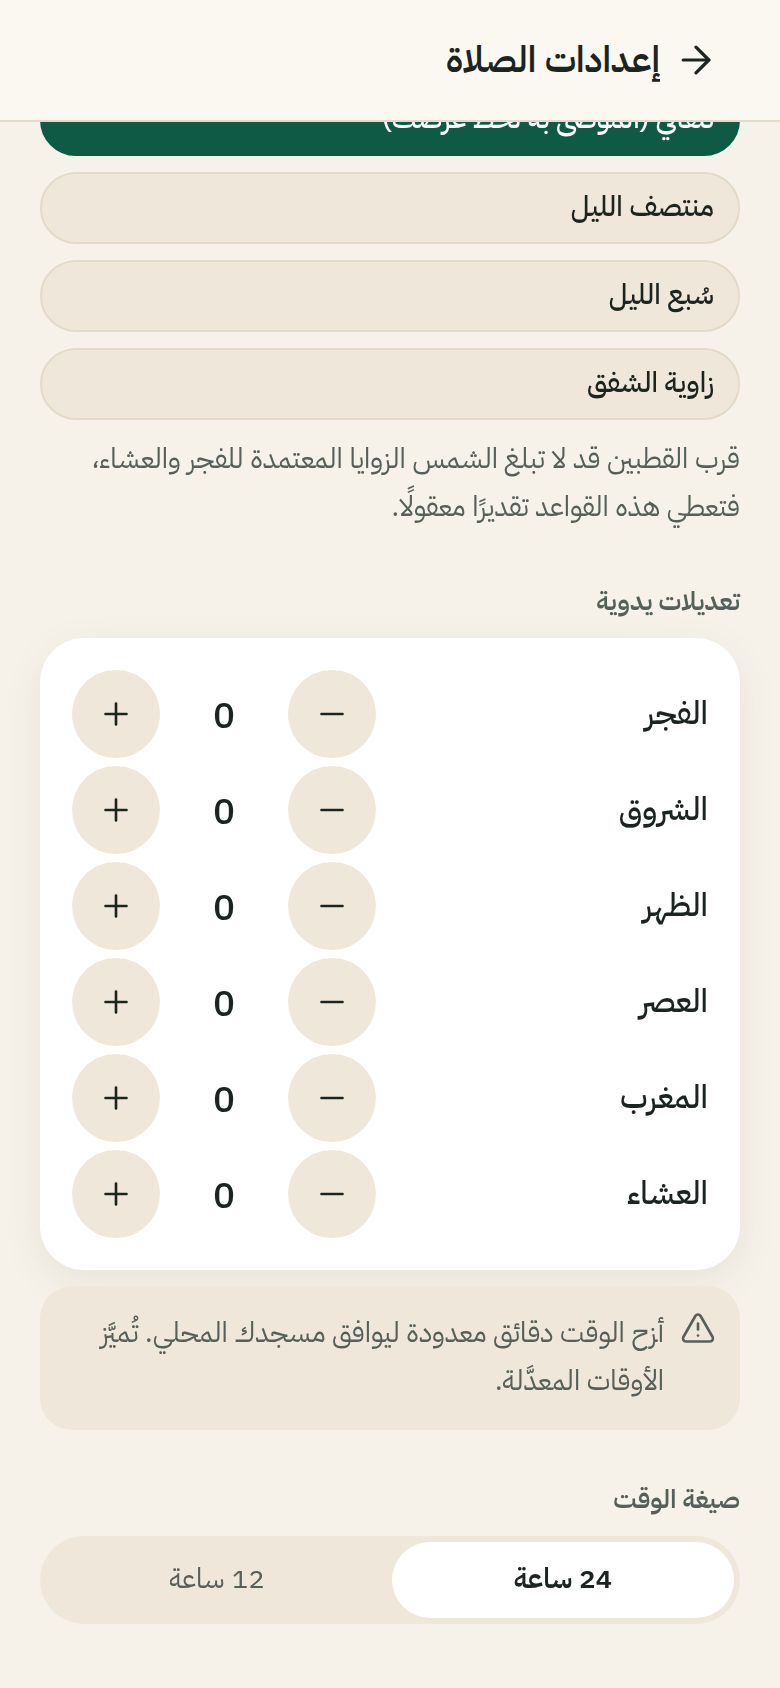 إعدادات الصلاة
منتصف الليل
سُبع الليل
زاوية الشفق
قرب القطبين قد لا تبلغ الشمس الزوايا المعتمدة للفجر والعشاء،
فتعطي هذه القواعد تقديرًا معقولًا.
تعديلات يدوية
الفجر − 0 +
الشروق − 0 +
الظهر − 0 +
العصر − 0 +
المغرب − 0 +
العشاء − 0 +
أزح الوقت دقائق معدودة ليوافق مسجدك المحلي. تُميَّز
الأوقات المعدَّلة.
صيغة الوقت
24 ساعة
12 ساعة